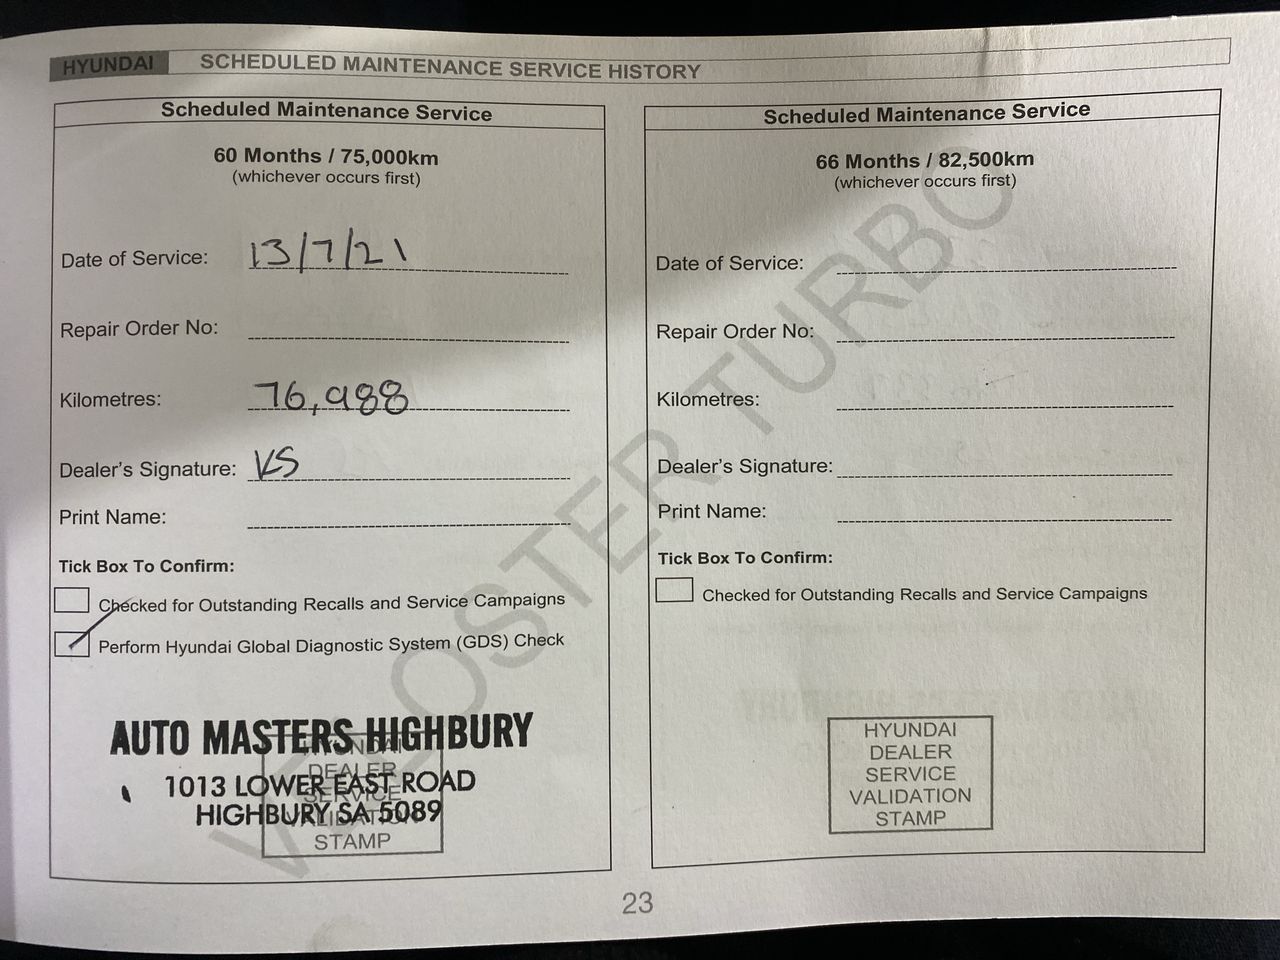 HYUNDAI SCHEDULED MAINTENANCE SERVICE HISTORY
Scheduled Maintenance Service
60 Months / 75,000km
(whichever occurs first)
Date of Service: 13/7/21
Repair Order No:
Kilometres: 76,988
Dealer's Signature: KS
Print Name:
Tick Box To Confirm:
Checked for Outstanding Recalls and Service Campaigns
Perform Hyundai Global Diagnostic System (GDS) Check
AUTO MASTERS HIGHBURY
1013 LOWER EAST ROAD
HIGHBURY SA 5089
HYUNDAI
DEALER
SERVICE
VALIDATION
STAMP
Scheduled Maintenance Service
66 Months / 82,500km
(whichever occurs first)
Date of Service:
Repair Order No:
Kilometres:
Dealer's Signature:
Print Name:
Tick Box To Confirm:
Checked for Outstanding Recalls and Service Campaigns
HYUNDAI
DEALER
SERVICE
VALIDATION
STAMP
VELOSTER TURBO
23